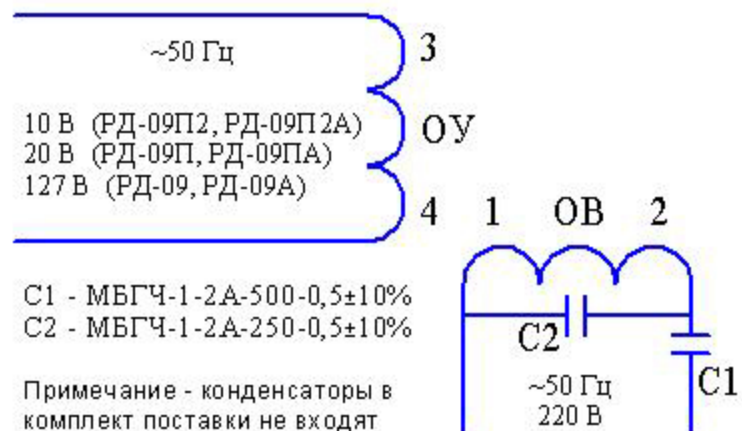 ~50 Гц
3
10 В (РД-09П2, РД-09П2А)
ОУ
20 В (РД-09П, РД-09ПА)
127 В (РД-09, РД-09А)
4
1 ОВ 2
С1 - МБГЧ-1-2А-500-0,5±10%
С2 - МБГЧ-1-2А-250-0,5±10%
С2
С1
Примечание - конденсаторы в
комплект поставки не входят
~50 Гц
220 В